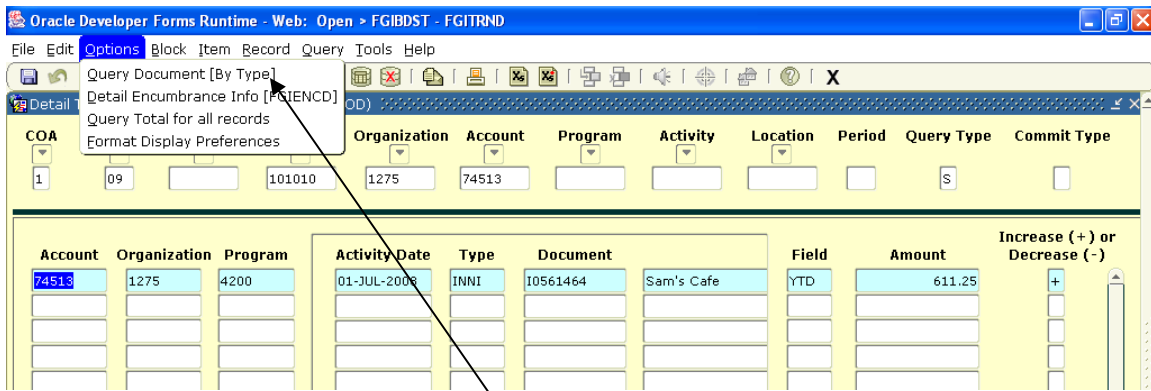 Oracle Developer Forms Runtime - Web: Open > FGIBDST - FGITRND
File Edit Options Block Item Record Query Tools Help
Query Document [By Type]
Detail Encumbrance Info [FGIENCD]
Query Total for all records
Format Display Preferences
Detail T OD)
COA Organization Account Program Activity Location Period Query Type Commit Type
1 09 101010 1275 74513 S
Increase (+) or
Account Organization Program Activity Date Type Document Field Amount Decrease (-)
74513 1275 4200 01-JUL-2008 INNI I0561464 Sam's Cafe YTD 611.25 +